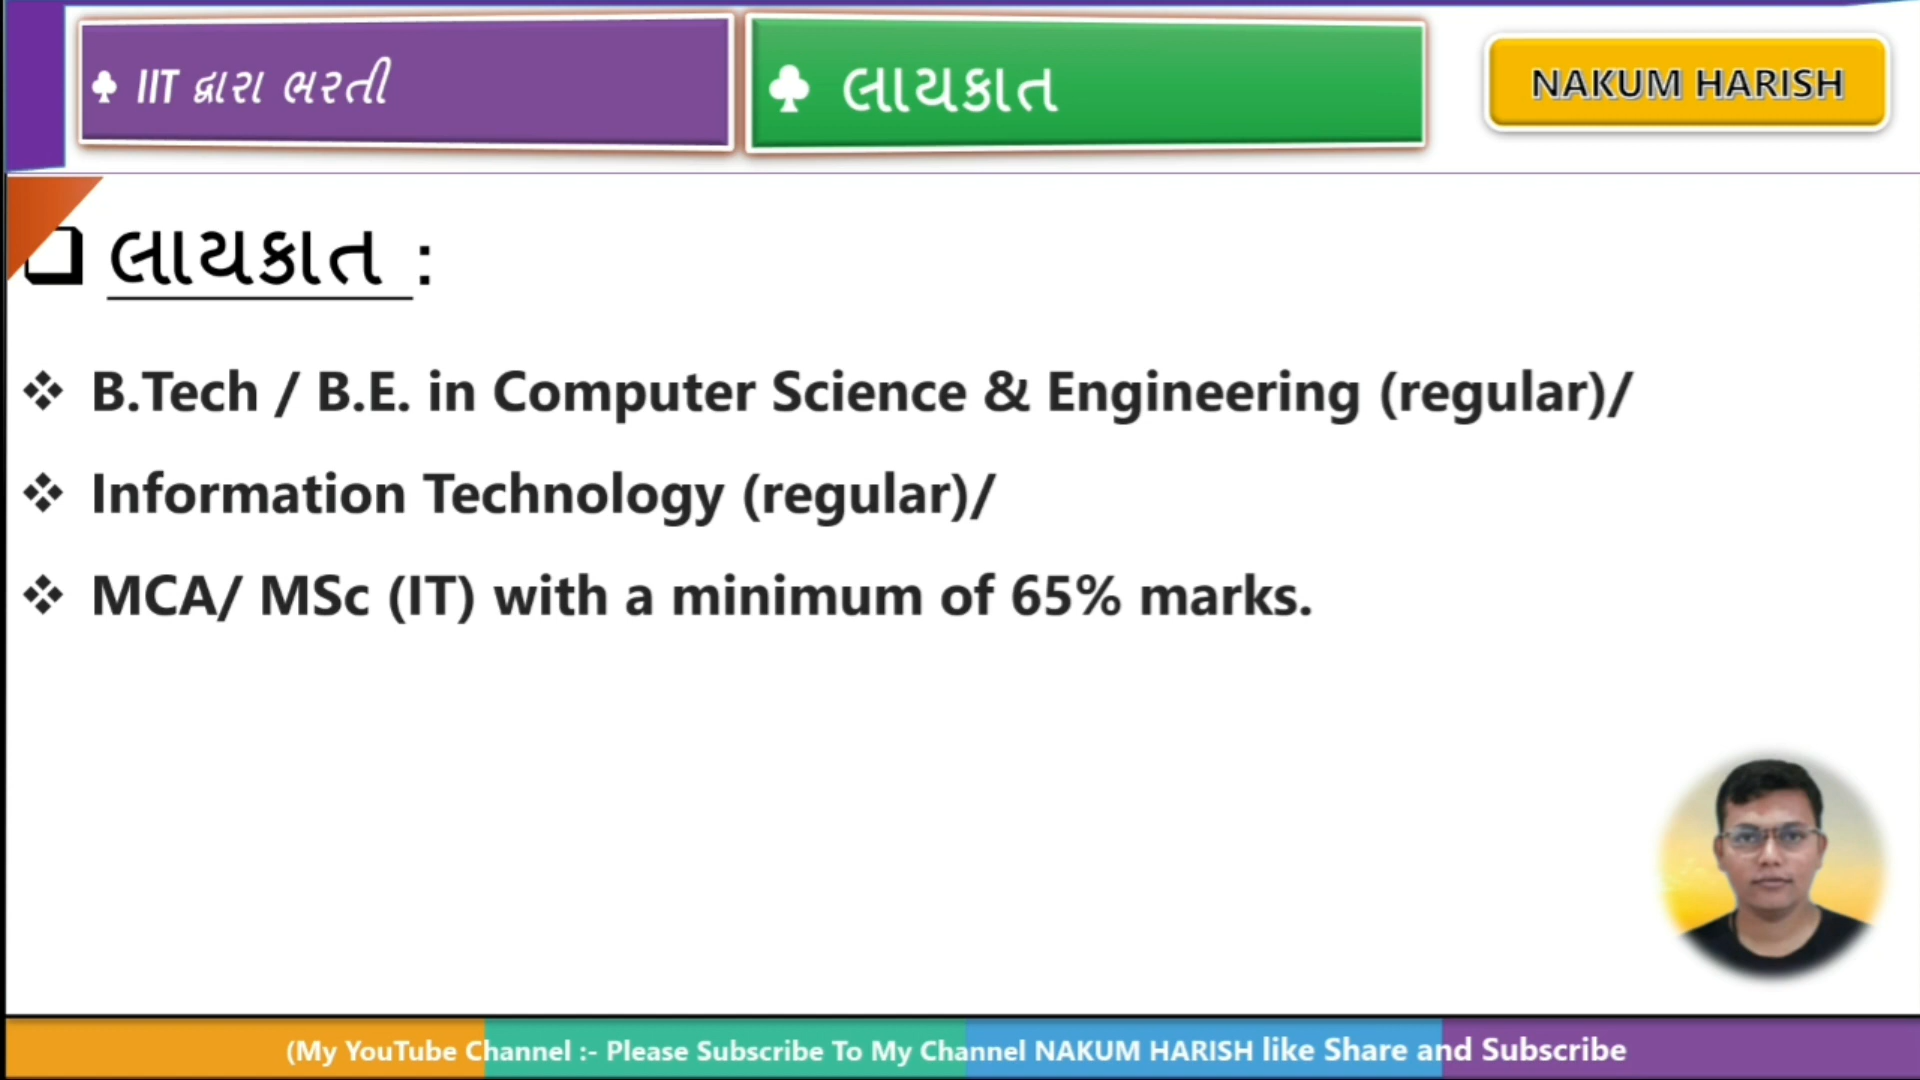 ♣ IIT દ્વારા ભરતી
♣ લાયકાત
NAKUM HARISH
❑ લાયકાત :
❖ B.Tech / B.E. in Computer Science & Engineering (regular)/
❖ Information Technology (regular)/
❖ MCA/ MSc (IT) with a minimum of 65% marks.
(My YouTube Channel :- Please Subscribe To My Channel NAKUM HARISH like Share and Subscribe